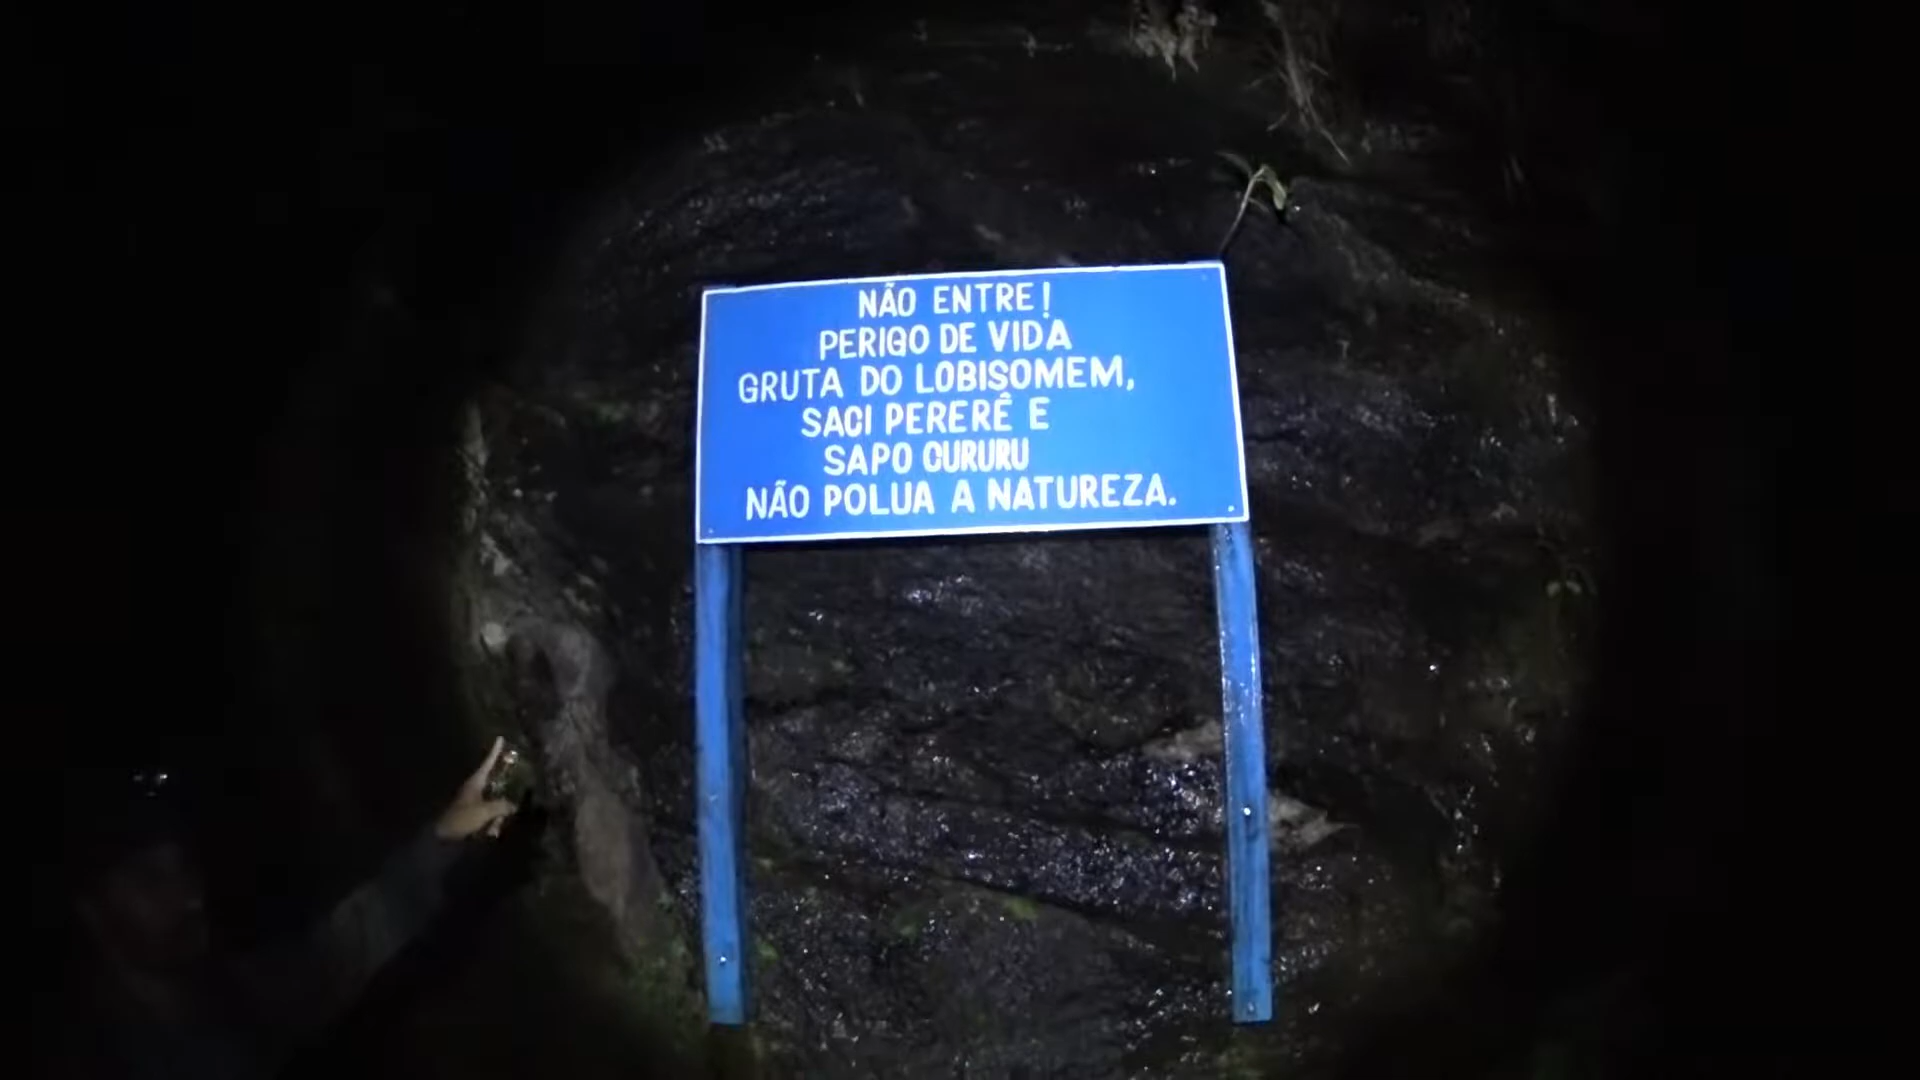 NÃO ENTRE!
PERIGO DE VIDA
GRUTA DO LOBISOMEM,
SACI PERERÊ E
SAPO CURURU
NÃO POLUA A NATUREZA.